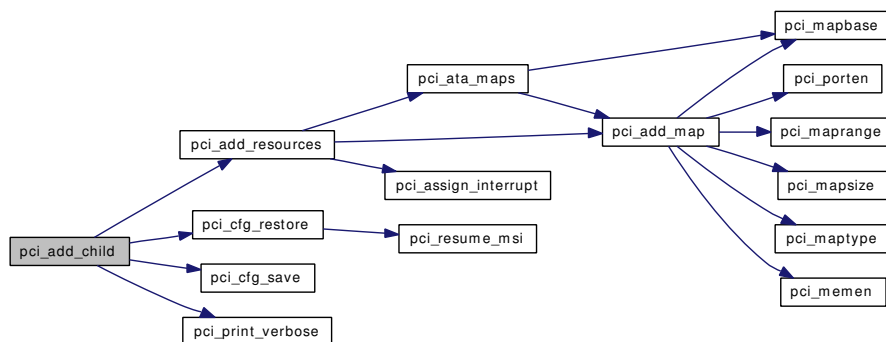 pci_mapbase
pci_ata_maps
pci_porten
pci_add_resources
pci_add_map
pci_maprange
pci_assign_interrupt
pci_mapsize
pci_cfg_restore
pci_resume_msi
pci_maptype
pci_add_child
pci_cfg_save
pci_memen
pci_print_verbose